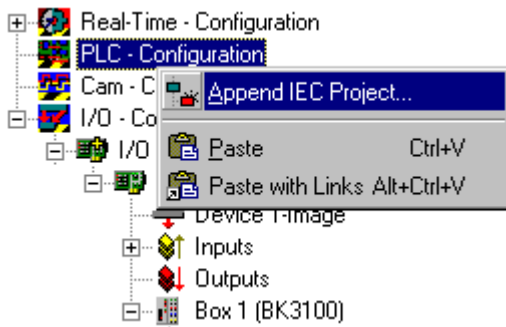 Real-Time - Configuration
PLC - Configuration
Cam - C
Append IEC Project...
I/O - Co
I/O
Paste Ctrl+V
Paste with Links Alt+Ctrl+V
Device 1-Image
Inputs
Outputs
Box 1 (BK3100)